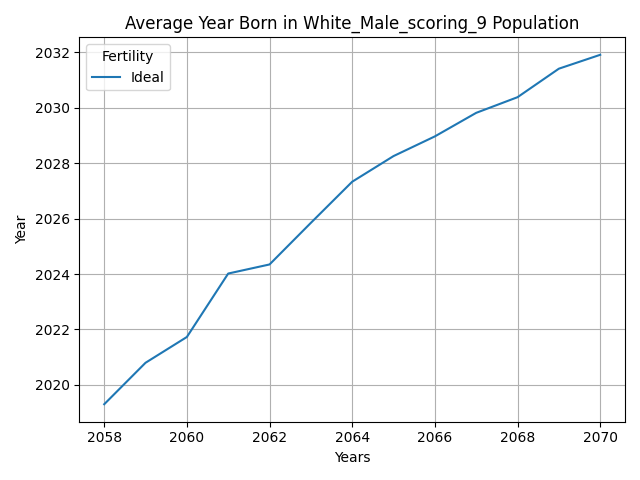 Average Year Born in White_Male_scoring_9 Population
Fertility
Ideal
2032
2030
2028
2026
2024
2022
2020
Year
2058 2060 2062 2064 2066 2068 2070
Years